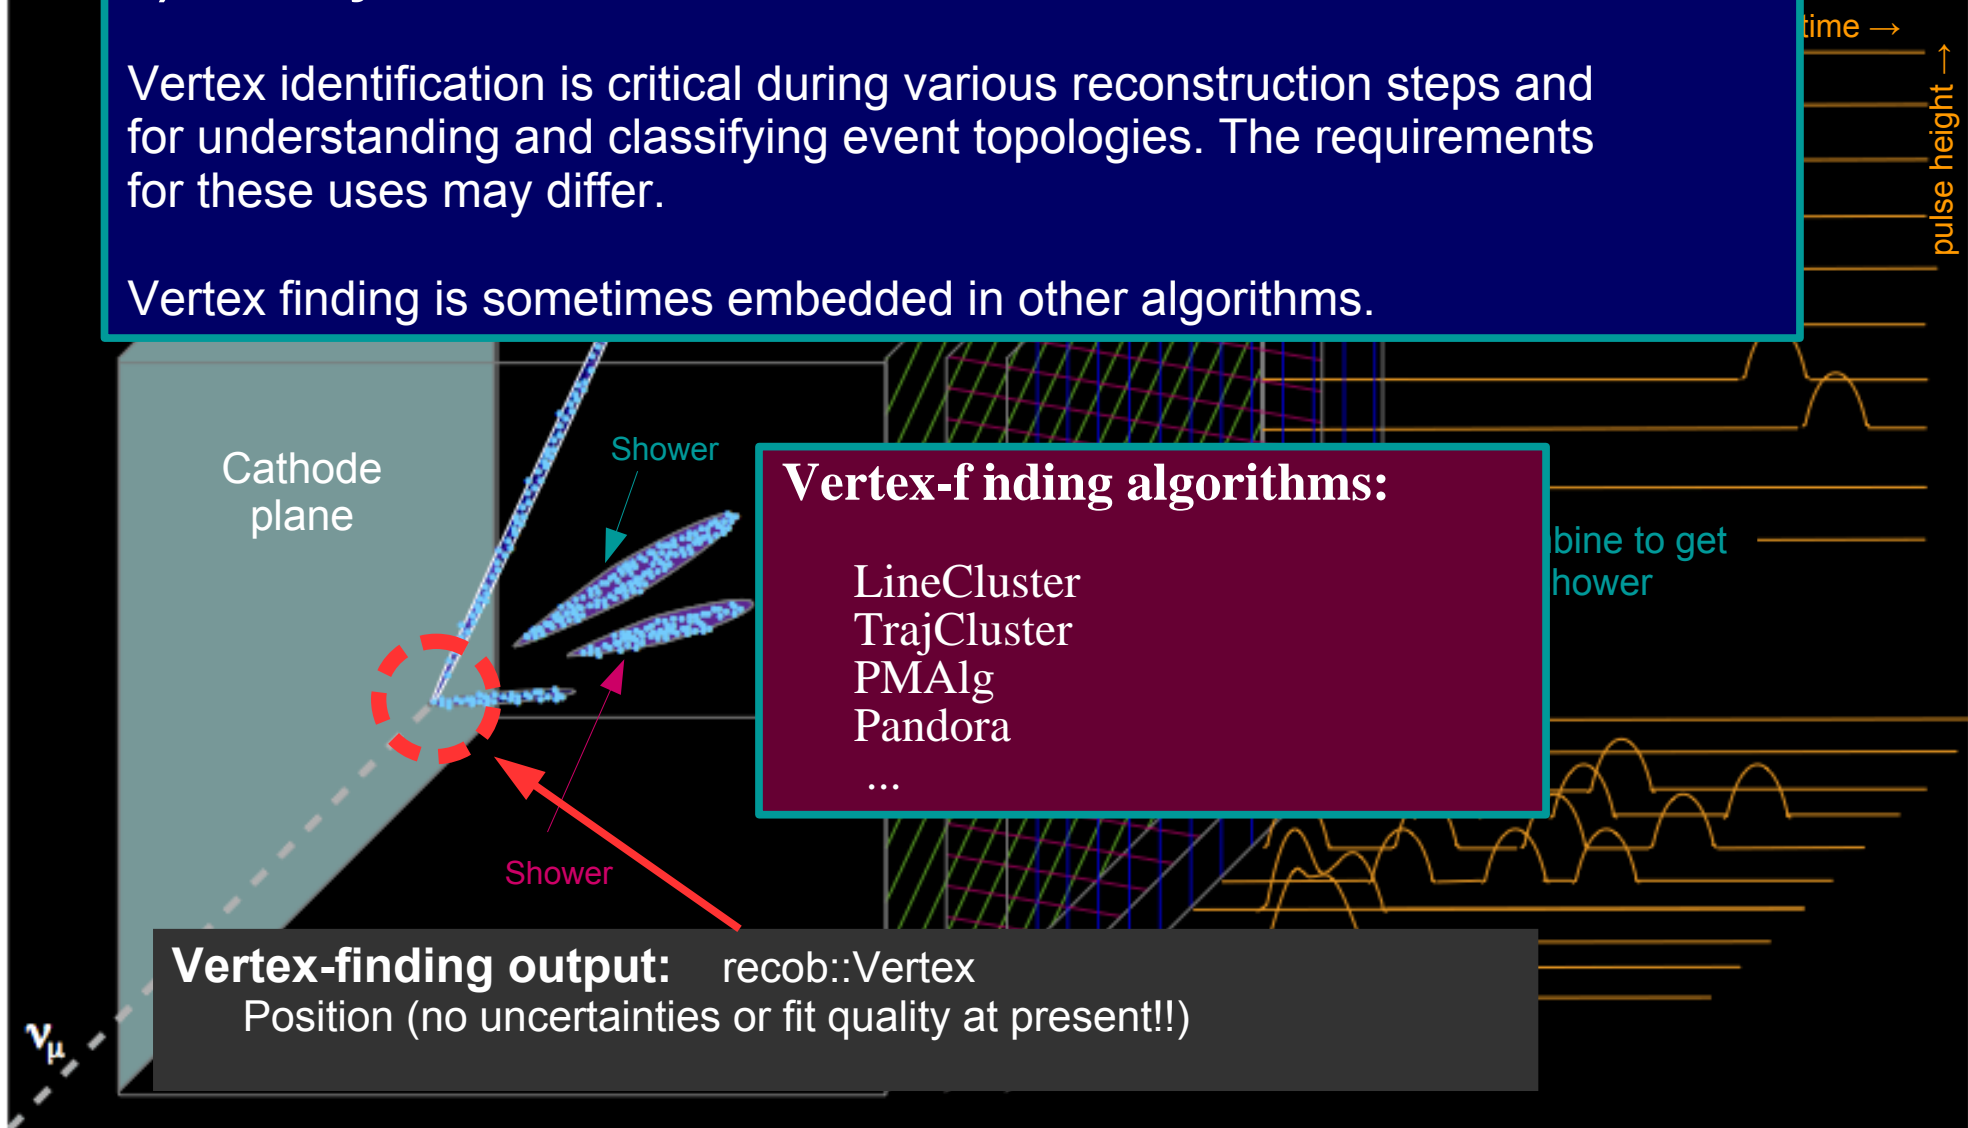 time →
pulse height →
Vertex identification is critical during various reconstruction steps and
for understanding and classifying event topologies. The requirements
for these uses may differ.
Vertex finding is sometimes embedded in other algorithms.
Cathode
plane
Shower
Vertex-finding algorithms:
LineCluster
TrajCluster
PMAlg
Pandora
...
to get
Shower
Vertex-finding output: recob::Vertex
Position (no uncertainties or fit quality at present!!)
νμ